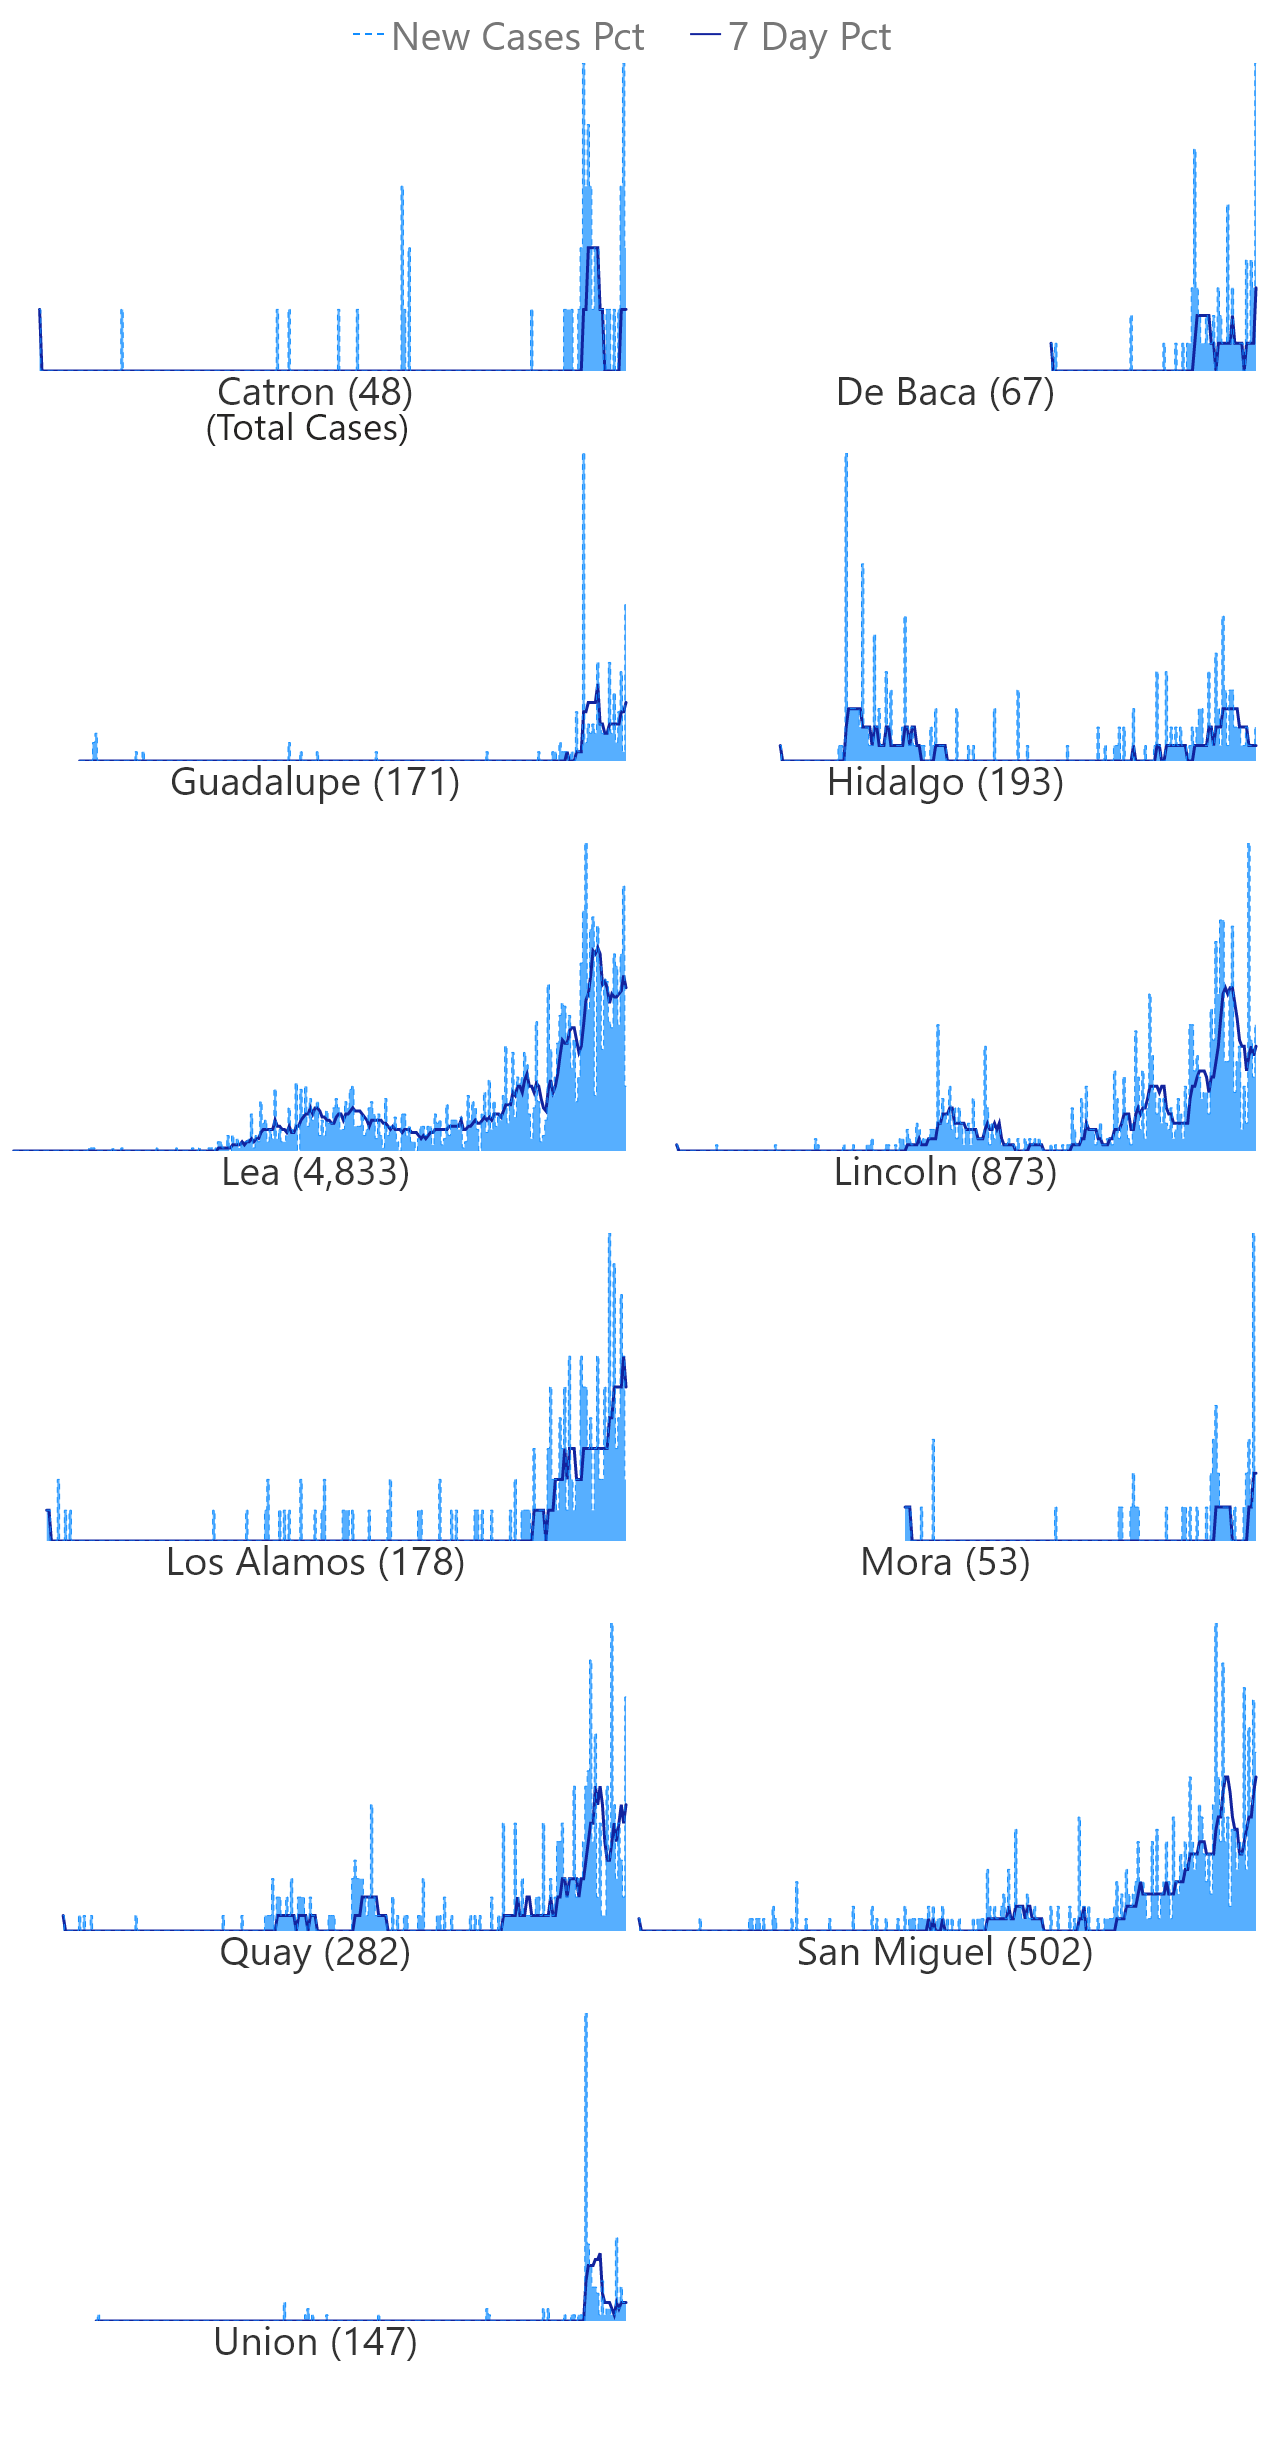 New Cases Pct 7 Day Pct
Catron (48)
(Total Cases)
De Baca (67)
Guadalupe (171)
Hidalgo (193)
Lea (4,833)
Lincoln (873)
Los Alamos (178)
Mora (53)
Quay (282)
San Miguel (502)
Union (147)